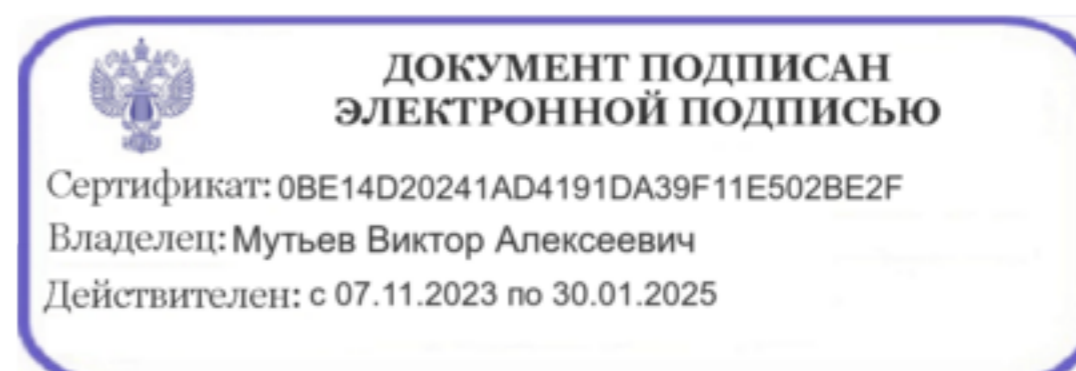 ДОКУМЕНТ ПОДПИСАН
ЭЛЕКТРОННОЙ ПОДПИСЬЮ
Сертификат: 0BE14D20241AD4191DA39F11E502BE2F
Владелец: Мутьев Виктор Алексеевич
Действителен: с 07.11.2023 по 30.01.2025